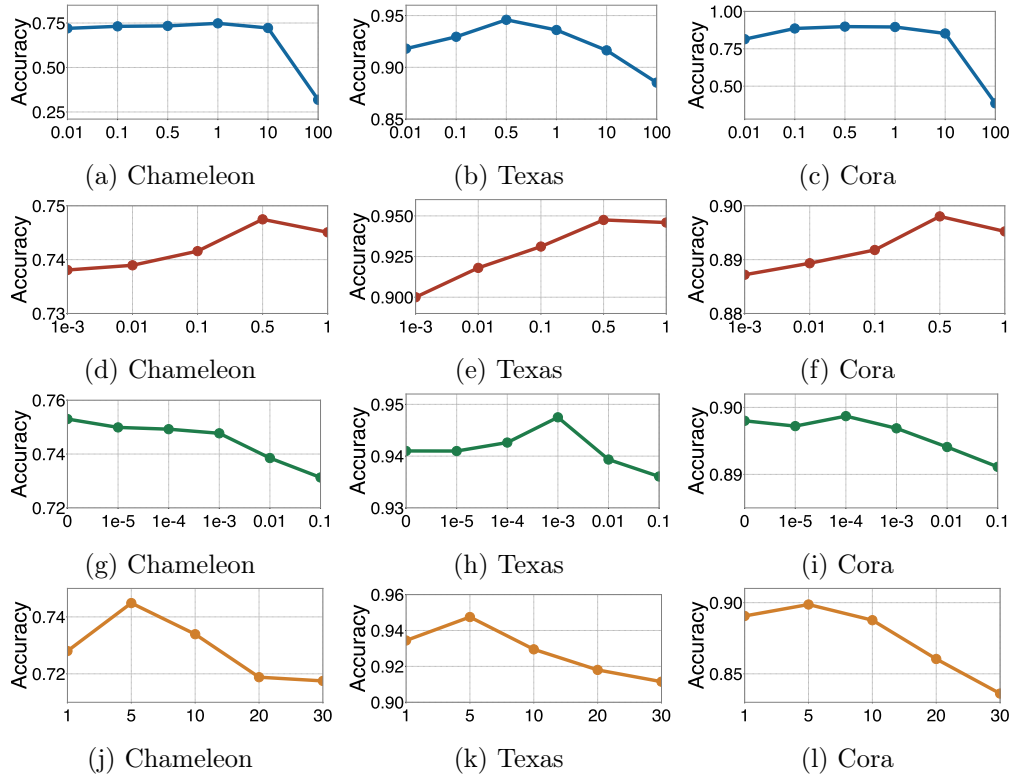 Accuracy
0.75
0.50
0.25
0.01 0.1 0.5 1 10 100
(a) Chameleon
Accuracy
0.95
0.90
0.85
0.01 0.1 0.5 1 10 100
(b) Texas
Accuracy
1.00
0.75
0.50
0.01 0.1 0.5 1 10 100
(c) Cora
Accuracy
0.75
0.74
0.73
1e-3 0.01 0.1 0.5 1
(d) Chameleon
Accuracy
0.950
0.925
0.900
1e-3 0.01 0.1 0.5 1
(e) Texas
Accuracy
0.90
0.89
0.88
1e-3 0.01 0.1 0.5 1
(f) Cora
Accuracy
0.76
0.74
0.72
0 1e-5 1e-4 1e-3 0.01 0.1
(g) Chameleon
Accuracy
0.95
0.94
0.93
0 1e-5 1e-4 1e-3 0.01 0.1
(h) Texas
Accuracy
0.90
0.89
0 1e-5 1e-4 1e-3 0.01 0.1
(i) Cora
Accuracy
0.74
0.72
1 5 10 20 30
(j) Chameleon
Accuracy
0.96
0.94
0.92
0.90
1 5 10 20 30
(k) Texas
Accuracy
0.90
0.85
1 5 10 20 30
(l) Cora